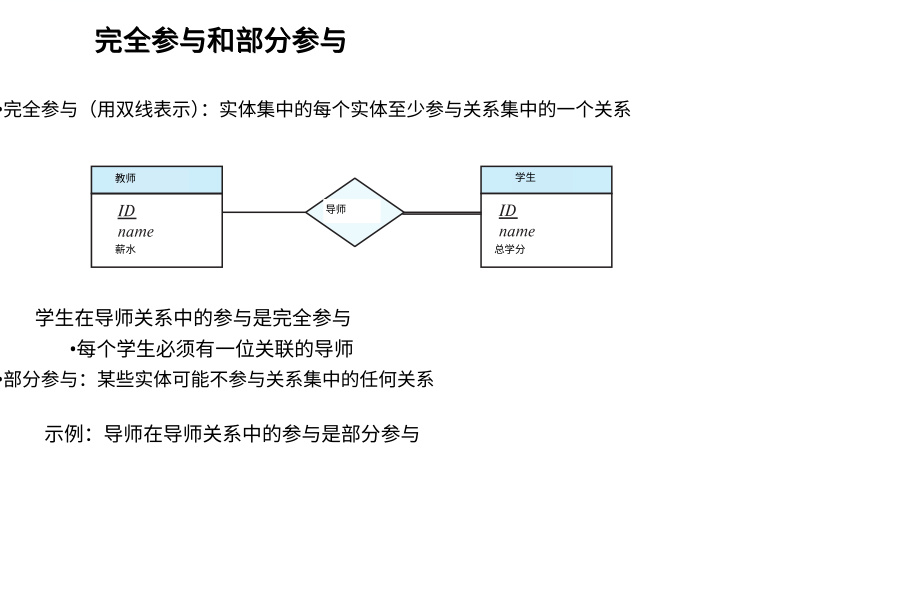 完全参与和部分参与
•完全参与（用双线表示）：实体集中的每个实体至少参与关系集中的一个关系
教师
ID
name
薪水
导师
学生
ID
name
总学分
学生在导师关系中的参与是完全参与
•每个学生必须有一位关联的导师
•部分参与：某些实体可能不参与关系集中的任何关系
示例：导师在导师关系中的参与是部分参与